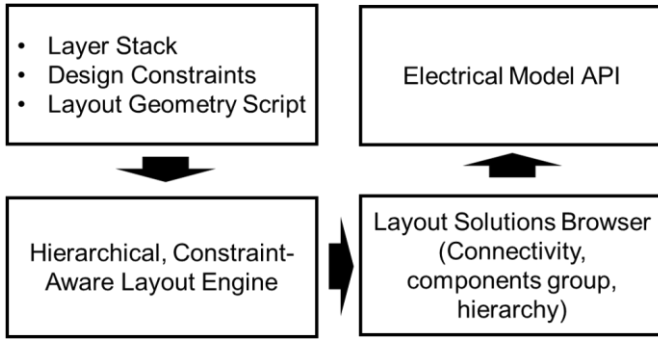 • Layer Stack
• Design Constraints
• Layout Geometry Script
Electrical Model API
Hierarchical, Constraint-
Aware Layout Engine
Layout Solutions Browser
(Connectivity,
components group,
hierarchy)